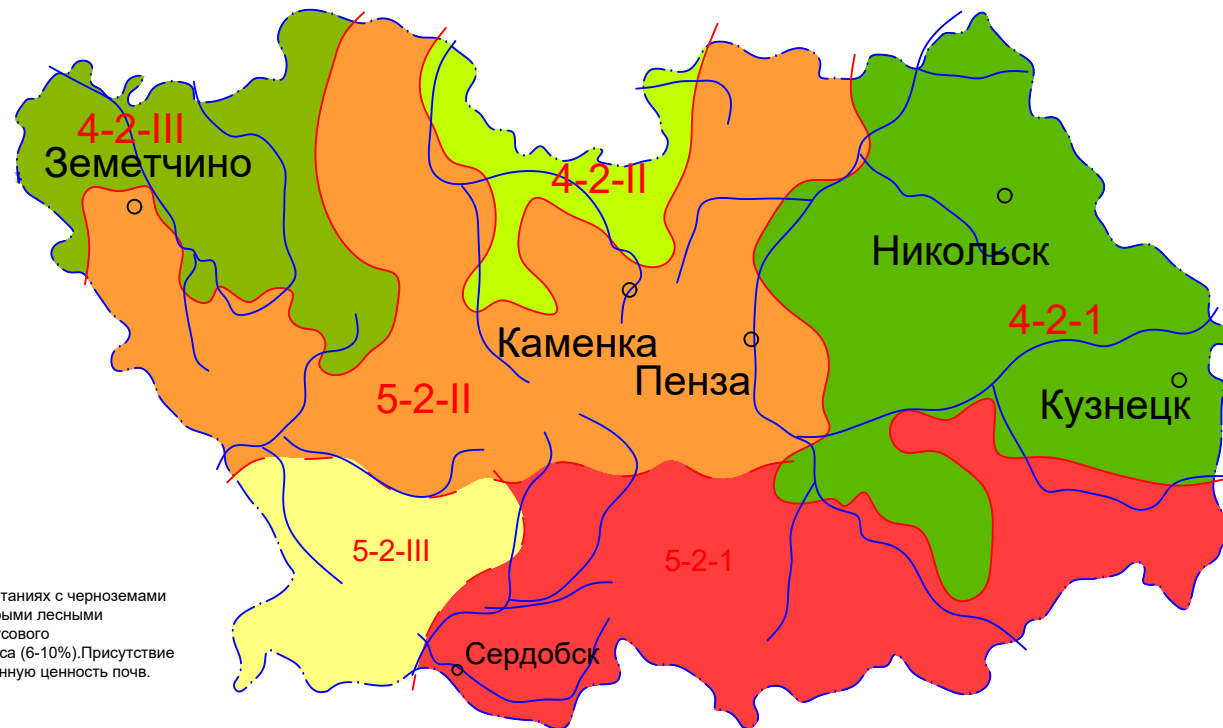 4-2-III
Земетчино
4-2-II
Никольск
4-2-1
Каменка
Пенза
5-2-II
Кузнецк
5-2-III
5-2-1
таниях с черноземами
ыми лесными
усового
са (6-10%).Присутствие
нную ценность почв.
Сердобск